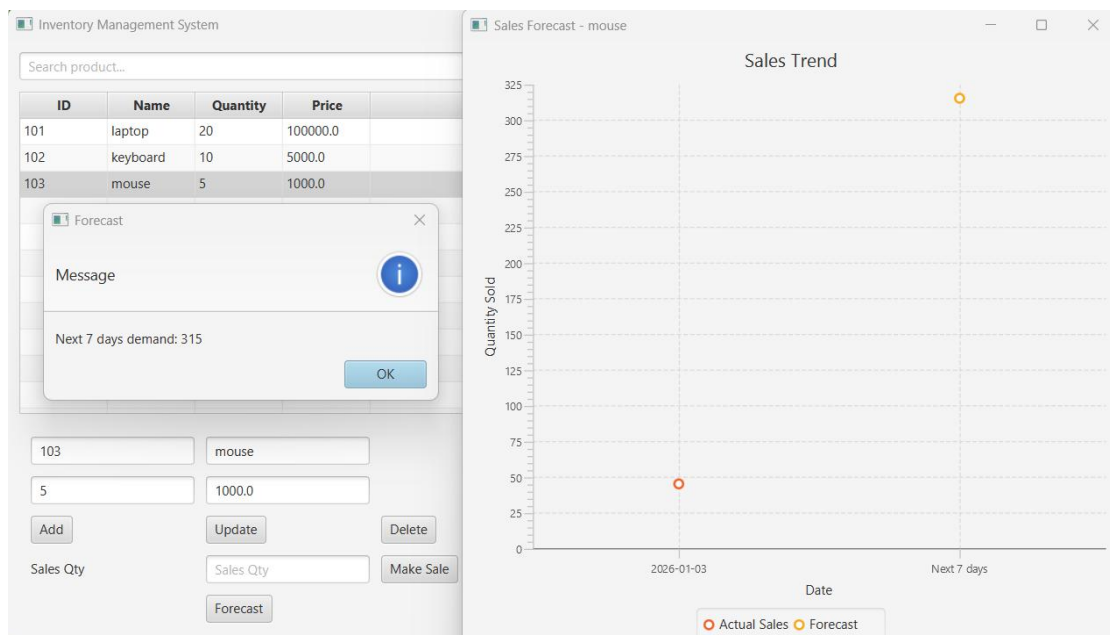 Inventory Management System
Search product...
ID Name Quantity Price
101 laptop 20 100000.0
102 keyboard 10 5000.0
103 mouse 5 1000.0
Forecast
Message
Next 7 days demand: 315
OK
103 mouse
5 1000.0
Add Update Delete
Sales Qty Sales Qty Make Sale
Forecast
Sales Forecast - mouse
Sales Trend
325
300
275
250
225
200
175
150
125
100
75
50
25
0
Quantity Sold
2026-01-03 Next 7 days
Date
Actual Sales Forecast